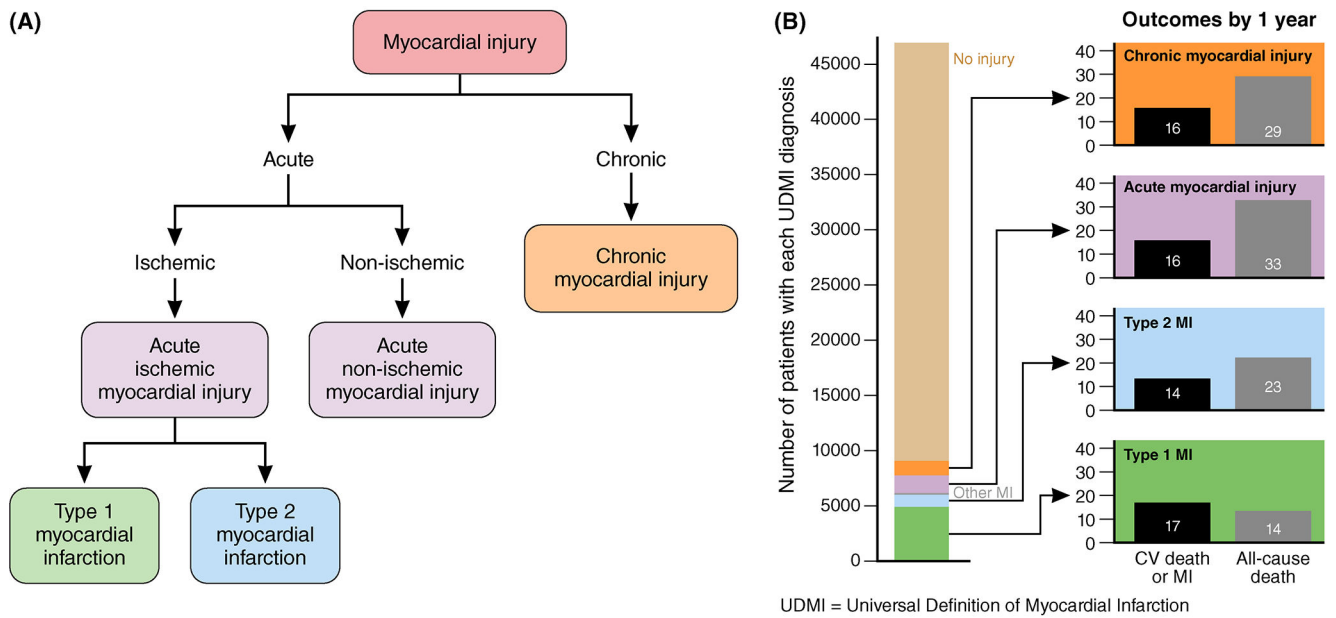 (A)
Myocardial injury
Acute
Chronic
Ischemic
Non-ischemic
Chronic
myocardial injury
Acute
ischemic
myocardial injury
Acute
non-ischemic
myocardial injury
Type 1
myocardial
infarction
Type 2
myocardial
infarction
(B)
Number of patients with each UDMI diagnosis
45000
40000
35000
30000
25000
20000
15000
10000
5000
0
No injury
Other MI
Outcomes by 1 year
Chronic myocardial injury
40
30
20
10
0
16
29
Acute myocardial injury
40
30
20
10
0
16
33
Type 2 MI
40
30
20
10
0
14
23
Type 1 MI
40
30
20
10
0
17
14
CV death
or MI
All-cause
death
UDMI = Universal Definition of Myocardial Infarction